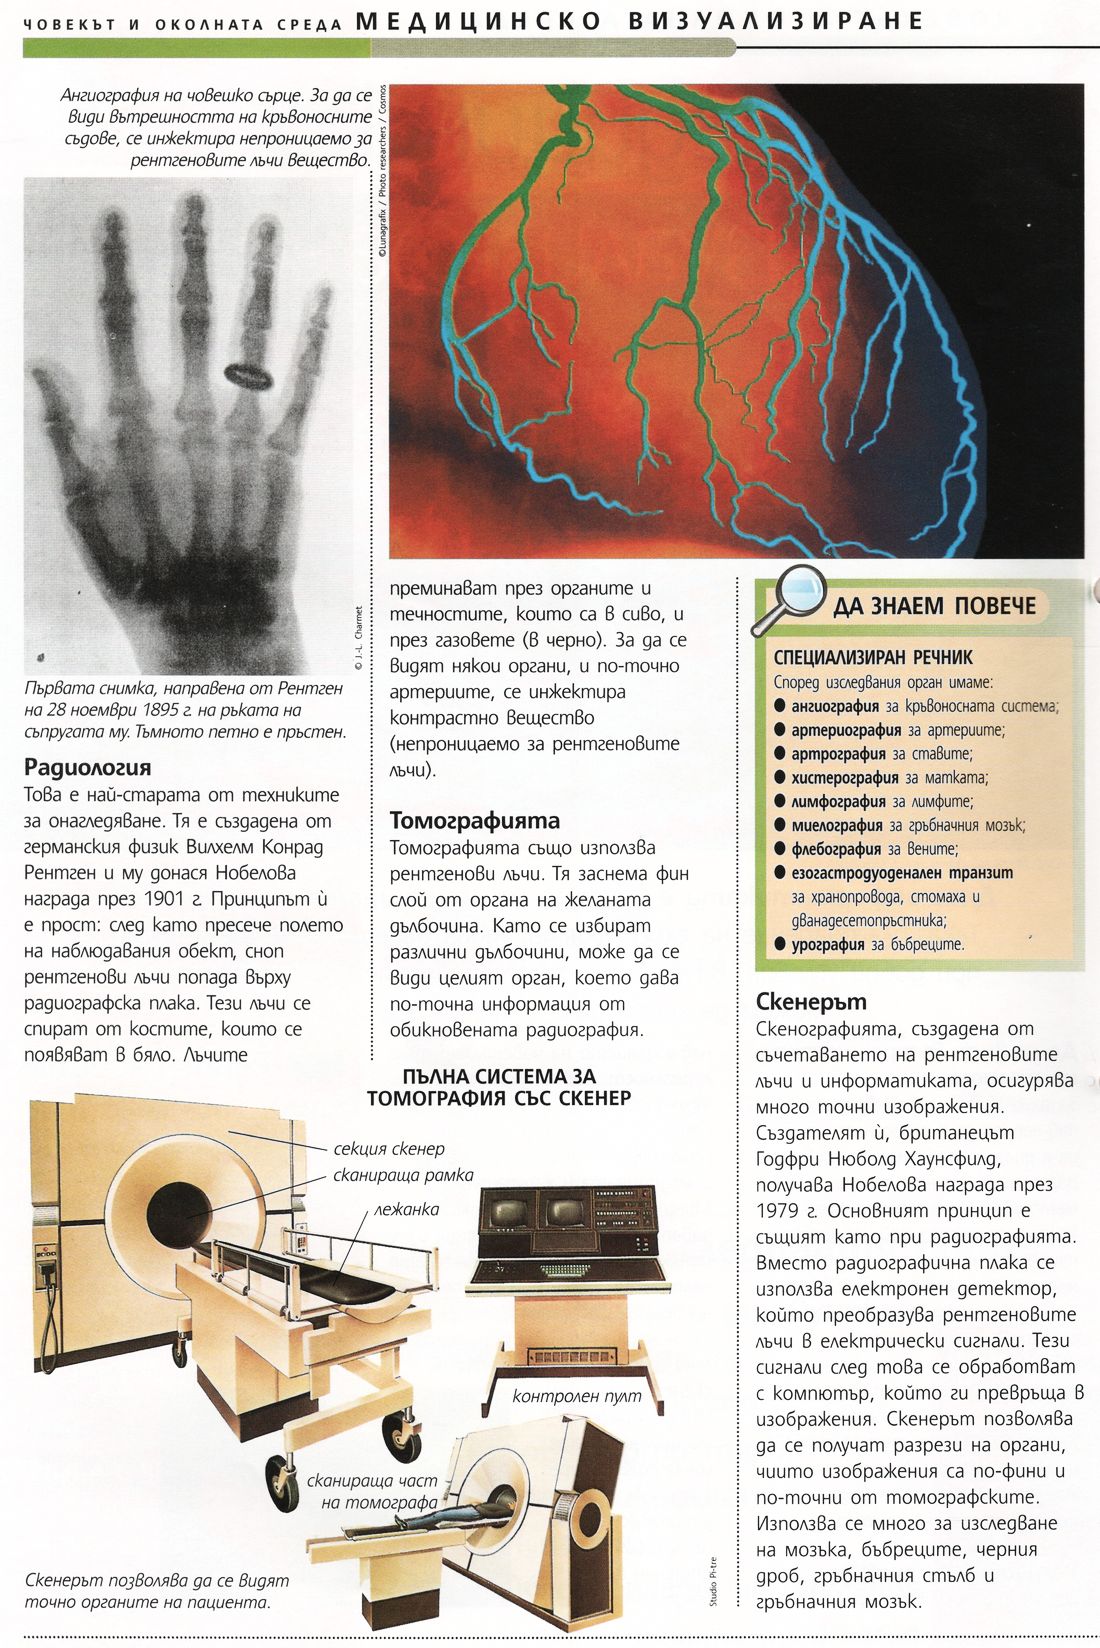 ЧОВЕКЪТ И ОКОЛНАТА СРЕДА МЕДИЦИНСКО ВИЗУАЛИЗИРАНЕ
Ангиография на човешко сърце. За да се
види вътрешността на кръвоносните
съдове, се инжектира непроницаемо за
рентгеновите лъчи вещество.
©Lunagrafix / Photo researchers / Cosmos
© J.-L. Charmet
Първата снимка, направена от Рентген
на 28 ноември 1895 г. на ръката на
съпругата му. Тъмното петно е пръстен.
Радиология
Това е най-старата от техниките
за онагледяване. Тя е създадена от
германския физик Вилхелм Конрад
Рентген и му донася Нобелова
награда през 1901 г. Принципът ѝ
е прост: след като пресече полето
на наблюдавания обект, сноп
рентгенови лъчи попада върху
радиографска плака. Тези лъчи се
спират от костите, които се
появяват в бяло. Лъчите
преминават през органите и
течностите, които са в сиво, и
през газовете (в черно). За да се
видят някои органи, и по-точно
артериите, се инжектира
контрастно вещество
(непроницаемо за рентгеновите
лъчи).
Томографията
Томографията също използва
рентгенови лъчи. Тя заснема фин
слой от органа на желаната
дълбочина. Като се избират
различни дълбочини, може да се
види целият орган, което дава
по-точна информация от
обикновената радиография.
ДА ЗНАЕМ ПОВЕЧЕ
СПЕЦИАЛИЗИРАН РЕЧНИК
Според изследвания орган имаме:
● ангиография за кръвоносната система;
● артериография за артериите;
● артрография за ставите;
● хистерография за матката;
● лимфография за лимфите;
● миелография за гръбначния мозък;
● флебография за вените;
● езогастродуоденален транзит
за хранопровода, стомаха и
дванадесетопръстника;
● урография за бъбреците.
Скенерът
Скенографията, създадена от
съчетаването на рентгеновите
лъчи и информатиката, осигурява
много точни изображения.
Създателят ѝ, британецът
Годфри Нюболд Хаунсфилд,
получава Нобелова награда през
1979 г. Основният принцип е
същият като при радиографията.
Вместо радиографична плака се
използва електронен детектор,
който преобразува рентгеновите
лъчи в електрически сигнали. Тези
сигнали след това се обработват
с компютър, който ги превръща в
изображения. Скенерът позволява
да се получат разрези на органи,
чиито изображения са по-фини и
по-точни от томографските.
Използва се много за изследване
на мозъка, бъбреците, черния
дроб, гръбначния стълб и
гръбначния мозък.
ПЪЛНА СИСТЕМА ЗА
ТОМОГРАФИЯ СЪС СКЕНЕР
секция скенер
сканираща рамка
лежанка
контролен пулт
сканираща част
на томографа
Скенерът позволява да се видят
точно органите на пациента.
Studio Pi-tre